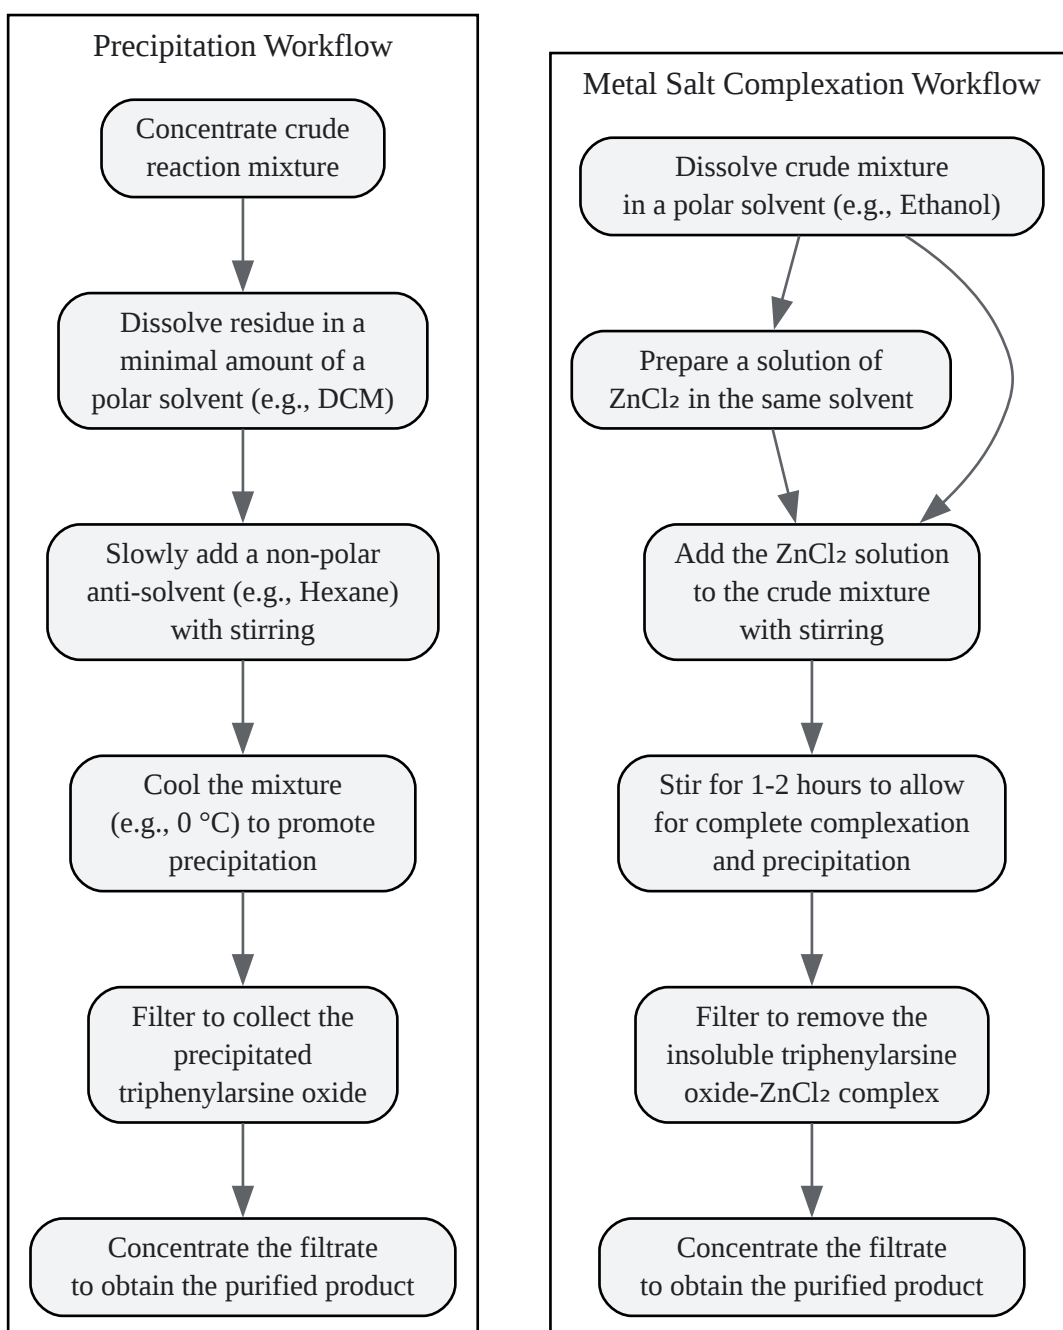 Precipitation Workflow
Concentrate crude
reaction mixture
Dissolve residue in a
minimal amount of a
polar solvent (e.g., DCM)
Slowly add a non-polar
anti-solvent (e.g., Hexane)
with stirring
Cool the mixture
(e.g., 0 °C) to promote
precipitation
Filter to collect the
precipitated
triphenylarsine oxide
Concentrate the filtrate
to obtain the purified product
Metal Salt Complexation Workflow
Dissolve crude mixture
in a polar solvent (e.g., Ethanol)
Prepare a solution of
ZnCl₂ in the same solvent
Add the ZnCl₂ solution
to the crude mixture
with stirring
Stir for 1-2 hours to allow
for complete complexation
and precipitation
Filter to remove the
insoluble triphenylarsine
oxide-ZnCl₂ complex
Concentrate the filtrate
to obtain the purified product